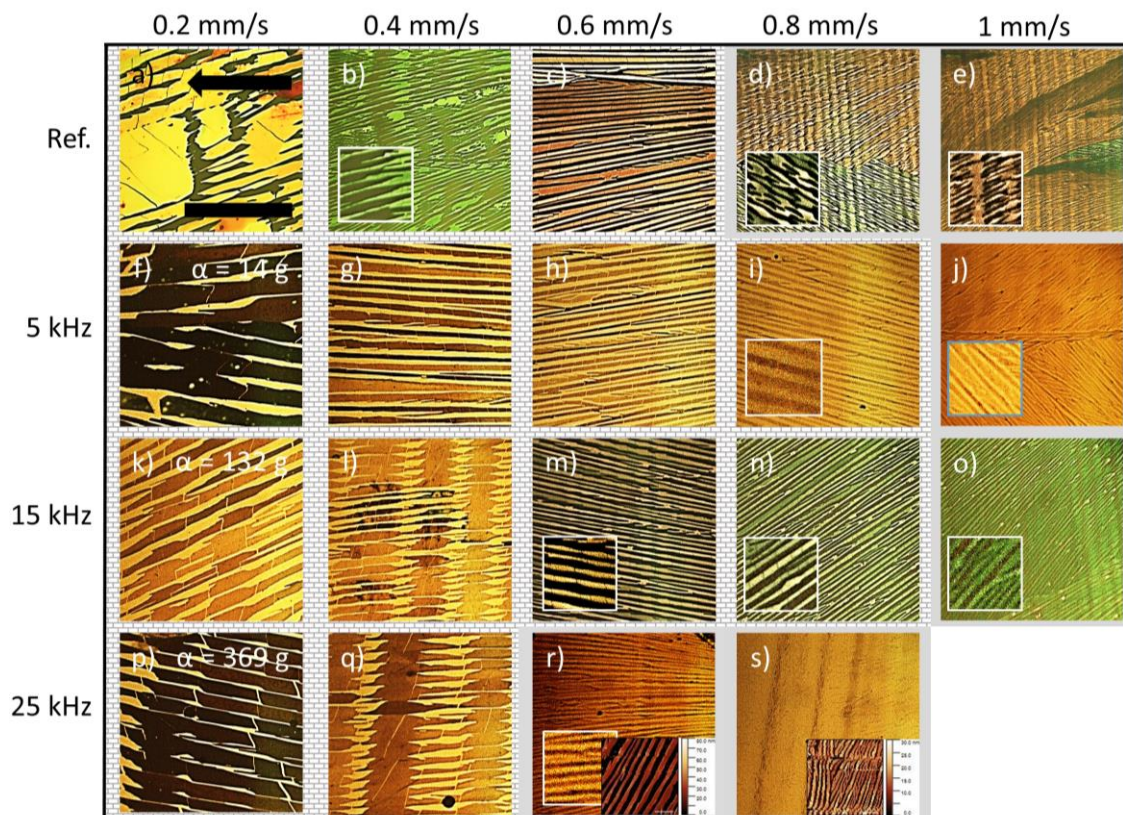 0.2 mm/s 0.4 mm/s 0.6 mm/s 0.8 mm/s 1 mm/s
Ref. a) b) c) d) e)
5 kHz f) α = 14 g g) h) i) j)
15 kHz k) α = 132 g l) m) n) o)
25 kHz p) α = 369 g q) r) s)